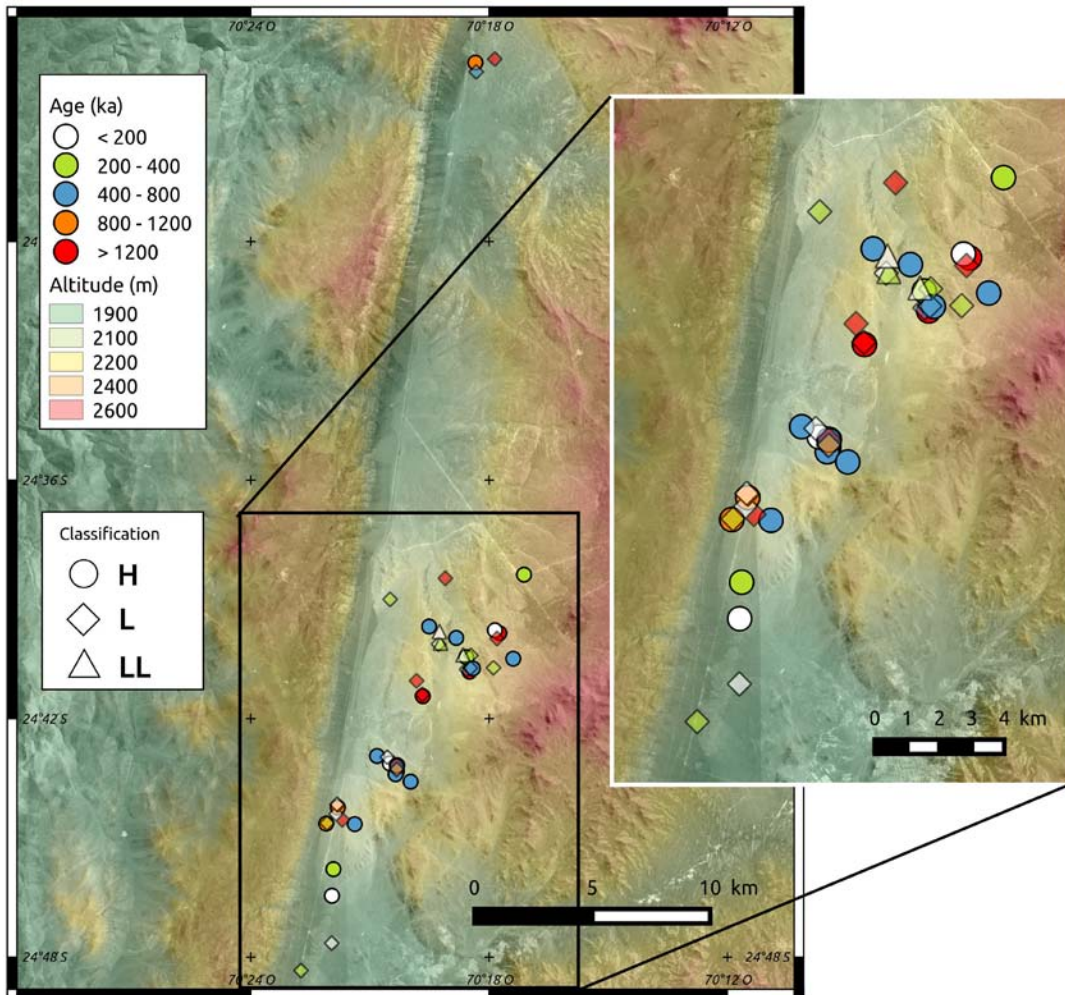 70°24 O
70°18 O
70°12 O
Age (ka)
< 200
200 - 400
400 - 800
800 - 1200
> 1200
Altitude (m)
1900
2100
2200
2400
2600
24°36 S
Classification
H
L
LL
24°42 S
0 1 2 3 4 km
0 5 10 km
24°48 S
24°48 S
70°24 O
70°18 O
70°12 O